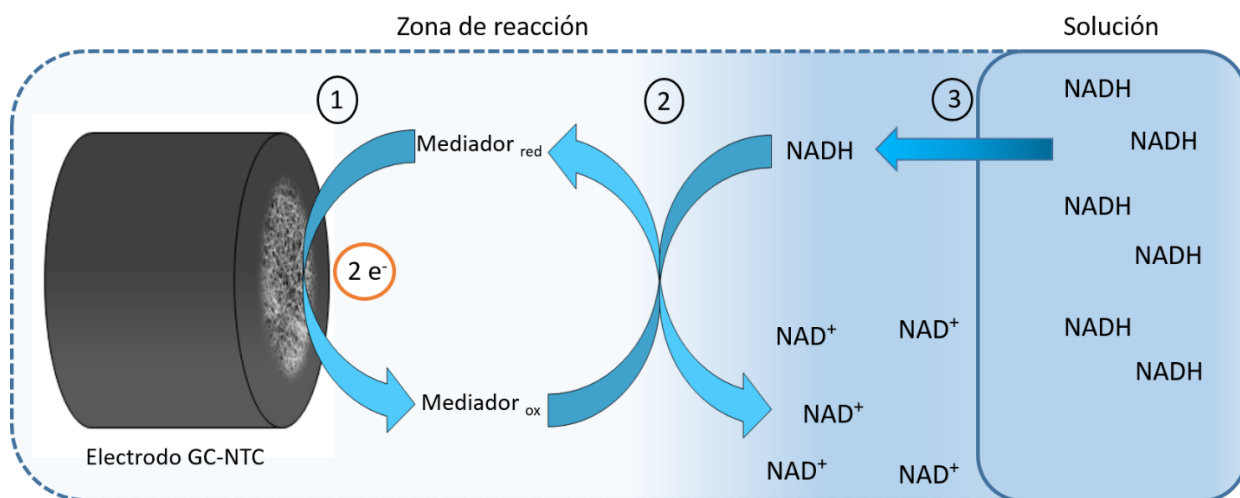 Zona de reacción
Solución
1
2
3
Mediador red
NADH
2 e-
Mediador ox
NAD+
NAD+
NAD+
NAD+
NAD+
NADH
NADH
NADH
NADH
NADH
NADH
Electrodo GC-NTC